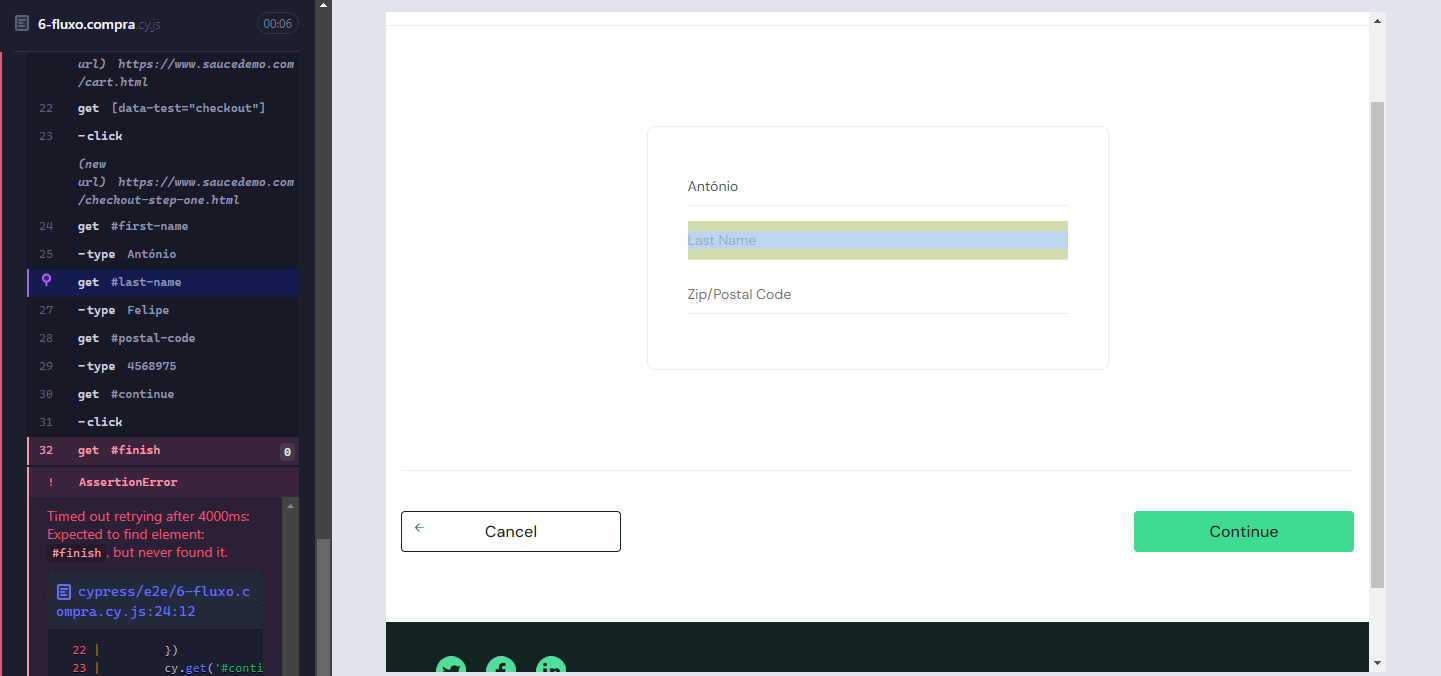 6-fluxo.compra.cy.js 00:06
url) https://www.saucedemo.com
/cart.html
22 get [data-test="checkout"]
23 -click
(new
url) https://www.saucedemo.com
/checkout-step-one.html
24 get #first-name
25 -type António
get #last-name
27 -type Felipe
28 get #postal-code
29 -type 4568975
30 get #continue
31 -click
32 get #finish 0
! AssertionError
Timed out retrying after 4000ms:
Expected to find element:
#finish, but never found it.
cypress/e2e/6-fluxo.c
ompra.cy.js:24:12
22 | })
23 | cy.get('#conti
António
Last Name
Zip/Postal Code
Cancel
Continue